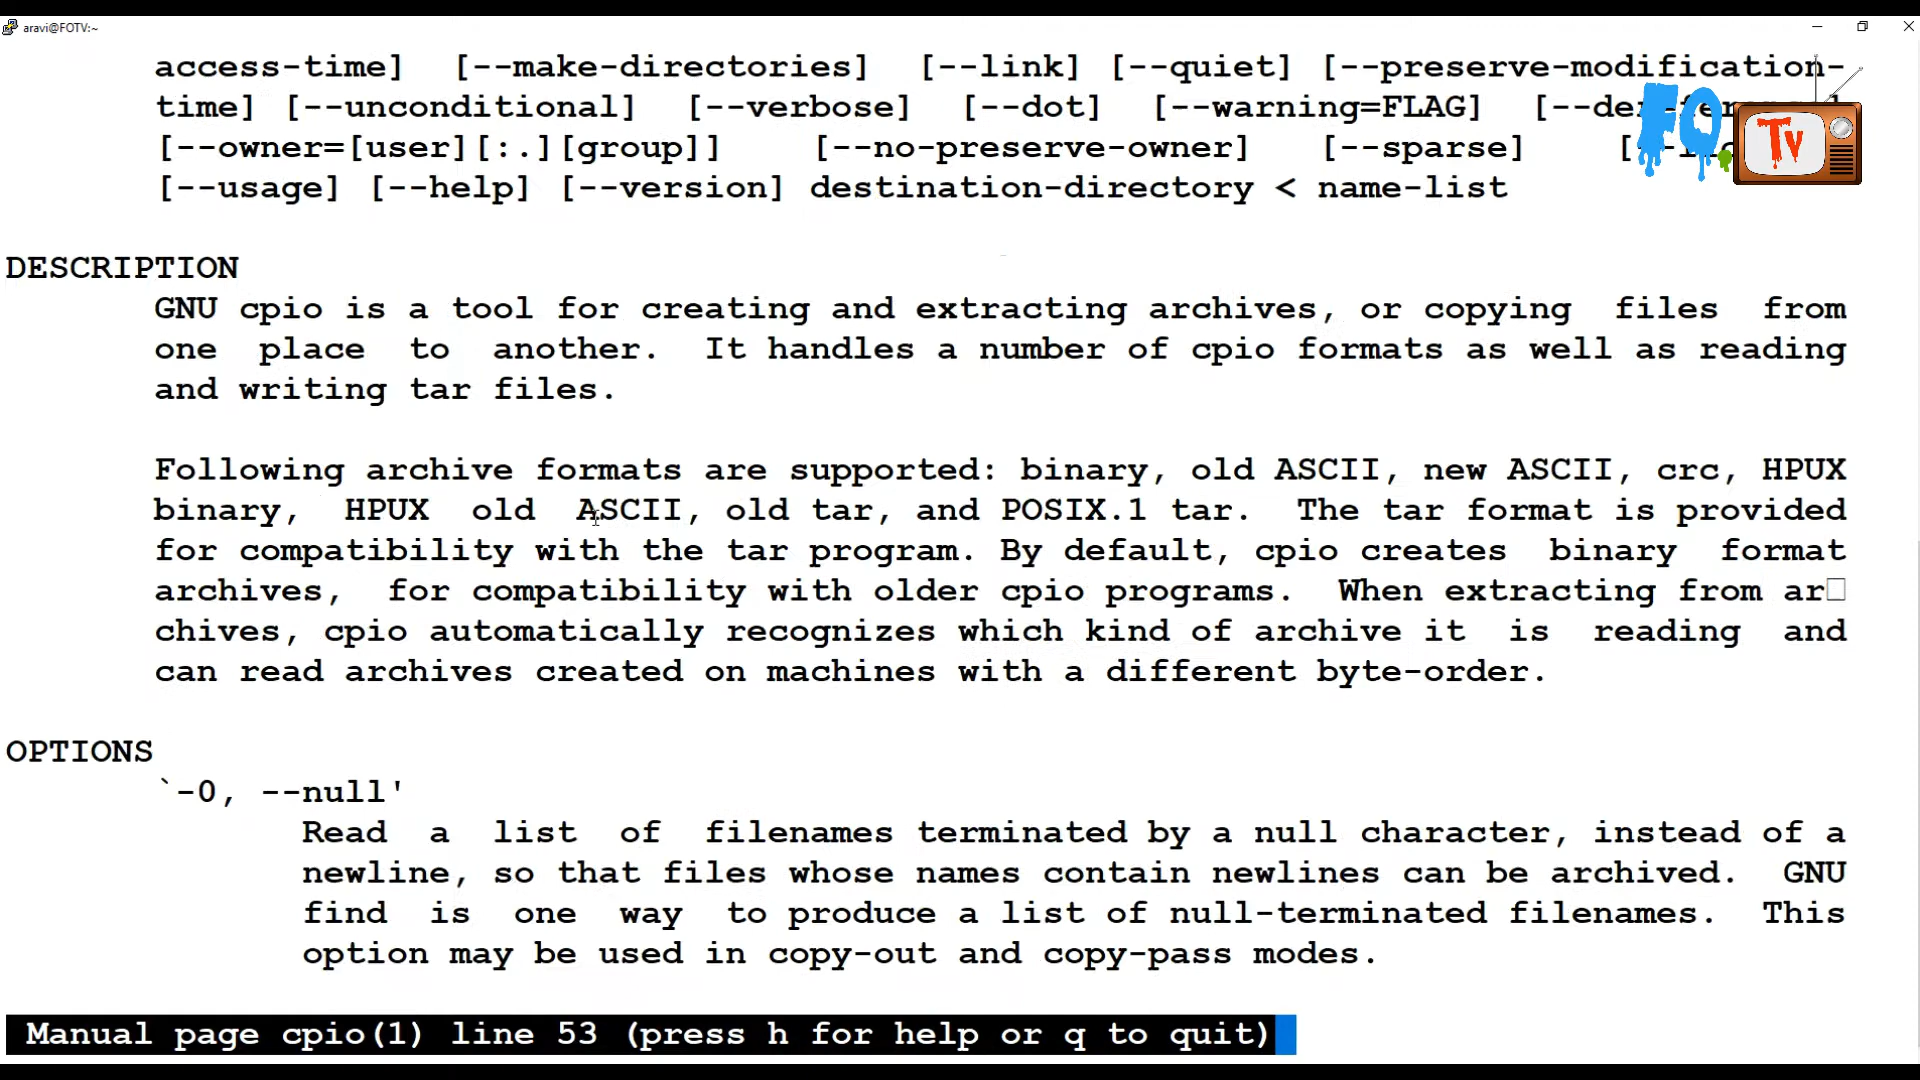 aravi@FOTV:~
access-time] [--make-directories] [--link] [--quiet] [--preserve-modification-
time] [--unconditional] [--verbose] [--dot] [--warning=FLAG]
[--owner=[user][:.][group]] [--no-preserve-owner] [--sparse]
[--usage] [--help] [--version] destination-directory < name-list
FO Tv
DESCRIPTION
GNU cpio is a tool for creating and extracting archives, or copying files from
one place to another. It handles a number of cpio formats as well as reading
and writing tar files.
Following archive formats are supported: binary, old ASCII, new ASCII, crc, HPUX
binary, HPUX old ASCII, old tar, and POSIX.1 tar. The tar format is provided
for compatibility with the tar program. By default, cpio creates binary format
archives, for compatibility with older cpio programs. When extracting from ar□
chives, cpio automatically recognizes which kind of archive it is reading and
can read archives created on machines with a different byte-order.
OPTIONS
`-0, --null'
Read a list of filenames terminated by a null character, instead of a
newline, so that files whose names contain newlines can be archived. GNU
find is one way to produce a list of null-terminated filenames. This
option may be used in copy-out and copy-pass modes.
Manual page cpio(1) line 53 (press h for help or q to quit)